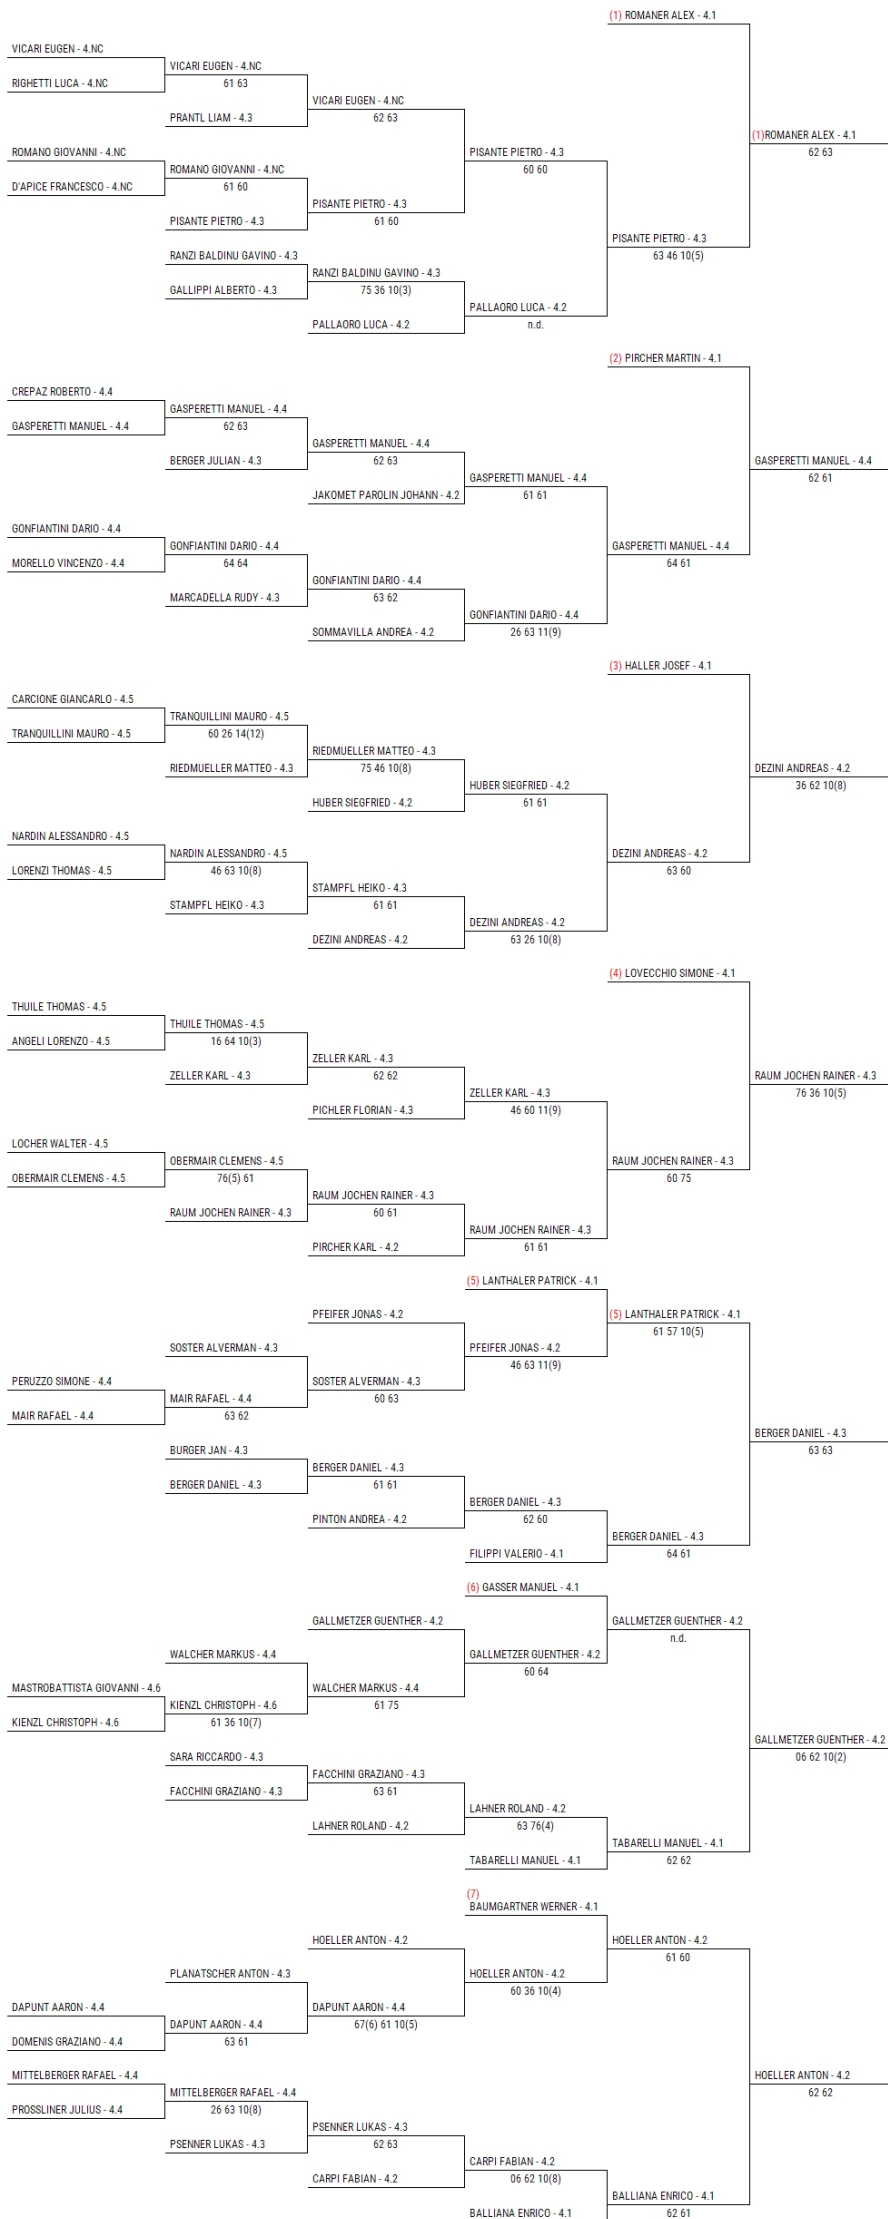 (1) ROMANER ALEX - 4.1
VICARI EUGEN - 4.NC
VICARI EUGEN - 4.NC
RIGHETTI LUCA - 4.NC
61 63
VICARI EUGEN - 4.NC
PRANTL LIAM - 4.3
62 63
(1)ROMANER ALEX - 4.1
ROMANO GIOVANNI - 4.NC
PISANTE PIETRO - 4.3
62 63
ROMANO GIOVANNI - 4.NC
60 60
D'APICE FRANCESCO - 4.NC
61 60
PISANTE PIETRO - 4.3
PISANTE PIETRO - 4.3
61 60
PISANTE PIETRO - 4.3
RANZI BALDINU GAVINO - 4.3
63 46 10(5)
RANZI BALDINU GAVINO - 4.3
GALLIPPI ALBERTO - 4.3
75 36 10(3)
PALLAORO LUCA - 4.2
PALLAORO LUCA - 4.2
n.d.
(2) PIRCHER MARTIN - 4.1
CREPAZ ROBERTO - 4.4
GASPERETTI MANUEL - 4.4
GASPERETTI MANUEL - 4.4
62 63
GASPERETTI MANUEL - 4.4
BERGER JULIAN - 4.3
62 63
GASPERETTI MANUEL - 4.4
GASPERETTI MANUEL - 4.4
62 61
JAKOMET PAROLIN JOHANN - 4.2
61 61
GONFIANTINI DARIO - 4.4
GONFIANTINI DARIO - 4.4
GASPERETTI MANUEL - 4.4
MORELLO VINCENZO - 4.4
64 64
64 61
GONFIANTINI DARIO - 4.4
MARCADELLA RUDY - 4.3
63 62
GONFIANTINI DARIO - 4.4
SOMMAVILLA ANDREA - 4.2
26 63 11(9)
(3) HALLER JOSEF - 4.1
CARCIONE GIANCARLO - 4.5
TRANQUILLINI MAURO - 4.5
TRANQUILLINI MAURO - 4.5
60 26 14(12)
RIEDMUELLER MATTEO - 4.3
RIEDMUELLER MATTEO - 4.3
75 46 10(8)
DEZINI ANDREAS - 4.2
HUBER SIEGFRIED - 4.2
36 62 10(8)
HUBER SIEGFRIED - 4.2
61 61
NARDIN ALESSANDRO - 4.5
NARDIN ALESSANDRO - 4.5
DEZINI ANDREAS - 4.2
LORENZI THOMAS - 4.5
46 63 10(8)
63 60
STAMPFL HEIKO - 4.3
STAMPFL HEIKO - 4.3
61 61
DEZINI ANDREAS - 4.2
DEZINI ANDREAS - 4.2
63 26 10(8)
(4) LOVECCHIO SIMONE - 4.1
THUILE THOMAS - 4.5
THUILE THOMAS - 4.5
ANGELI LORENZO - 4.5
16 64 10(3)
ZELLER KARL - 4.3
ZELLER KARL - 4.3
62 62
RAUM JOCHEN RAINER - 4.3
ZELLER KARL - 4.3
76 36 10(5)
PICHLER FLORIAN - 4.3
46 60 11(9)
LOCHER WALTER - 4.5
OBERMAIR CLEMENS - 4.5
RAUM JOCHEN RAINER - 4.3
OBERMAIR CLEMENS - 4.5
76(5) 61
60 75
RAUM JOCHEN RAINER - 4.3
RAUM JOCHEN RAINER - 4.3
60 61
RAUM JOCHEN RAINER - 4.3
PIRCHER KARL - 4.2
61 61
(5) LANTHALER PATRICK - 4.1
PFEIFER JONAS - 4.2
(5) LANTHALER PATRICK - 4.1
61 57 10(5)
SOSTER ALVERMAN - 4.3
PFEIFER JONAS - 4.2
46 63 11(9)
PERUZZO SIMONE - 4.4
SOSTER ALVERMAN - 4.3
MAIR RAFAEL - 4.4
60 63
MAIR RAFAEL - 4.4
63 62
BERGER DANIEL - 4.3
BURGER JAN - 4.3
63 63
BERGER DANIEL - 4.3
BERGER DANIEL - 4.3
61 61
BERGER DANIEL - 4.3
PINTON ANDREA - 4.2
62 60
BERGER DANIEL - 4.3
FILIPPI VALERIO - 4.1
64 61
(6) GASSER MANUEL - 4.1
GALLMETZER GUENTHER - 4.2
GALLMETZER GUENTHER - 4.2
n.d.
WALCHER MARKUS - 4.4
GALLMETZER GUENTHER - 4.2
60 64
MASTROBATTISTA GIOVANNI - 4.6
WALCHER MARKUS - 4.4
KIENZL CHRISTOPH - 4.6
61 75
KIENZL CHRISTOPH - 4.6
61 36 10(7)
GALLMETZER GUENTHER - 4.2
SARA RICCARDO - 4.3
06 62 10(2)
FACCHINI GRAZIANO - 4.3
FACCHINI GRAZIANO - 4.3
63 61
LAHNER ROLAND - 4.2
LAHNER ROLAND - 4.2
63 76(4)
TABARELLI MANUEL - 4.1
TABARELLI MANUEL - 4.1
62 62
(7)
BAUMGARTNER WERNER - 4.1
HOELLER ANTON - 4.2
HOELLER ANTON - 4.2
61 60
PLANATSCHER ANTON - 4.3
HOELLER ANTON - 4.2
60 36 10(4)
DAPUNT AARON - 4.4
DAPUNT AARON - 4.4
DAPUNT AARON - 4.4
67(6) 61 10(5)
DOMENIS GRAZIANO - 4.4
63 61
MITTELBERGER RAFAEL - 4.4
HOELLER ANTON - 4.2
MITTELBERGER RAFAEL - 4.4
62 62
PROSSLINER JULIUS - 4.4
26 63 10(8)
PSENNER LUKAS - 4.3
PSENNER LUKAS - 4.3
62 63
CARPI FABIAN - 4.2
CARPI FABIAN - 4.2
06 62 10(8)
BALLIANA ENRICO - 4.1
BALLIANA ENRICO - 4.1
62 61